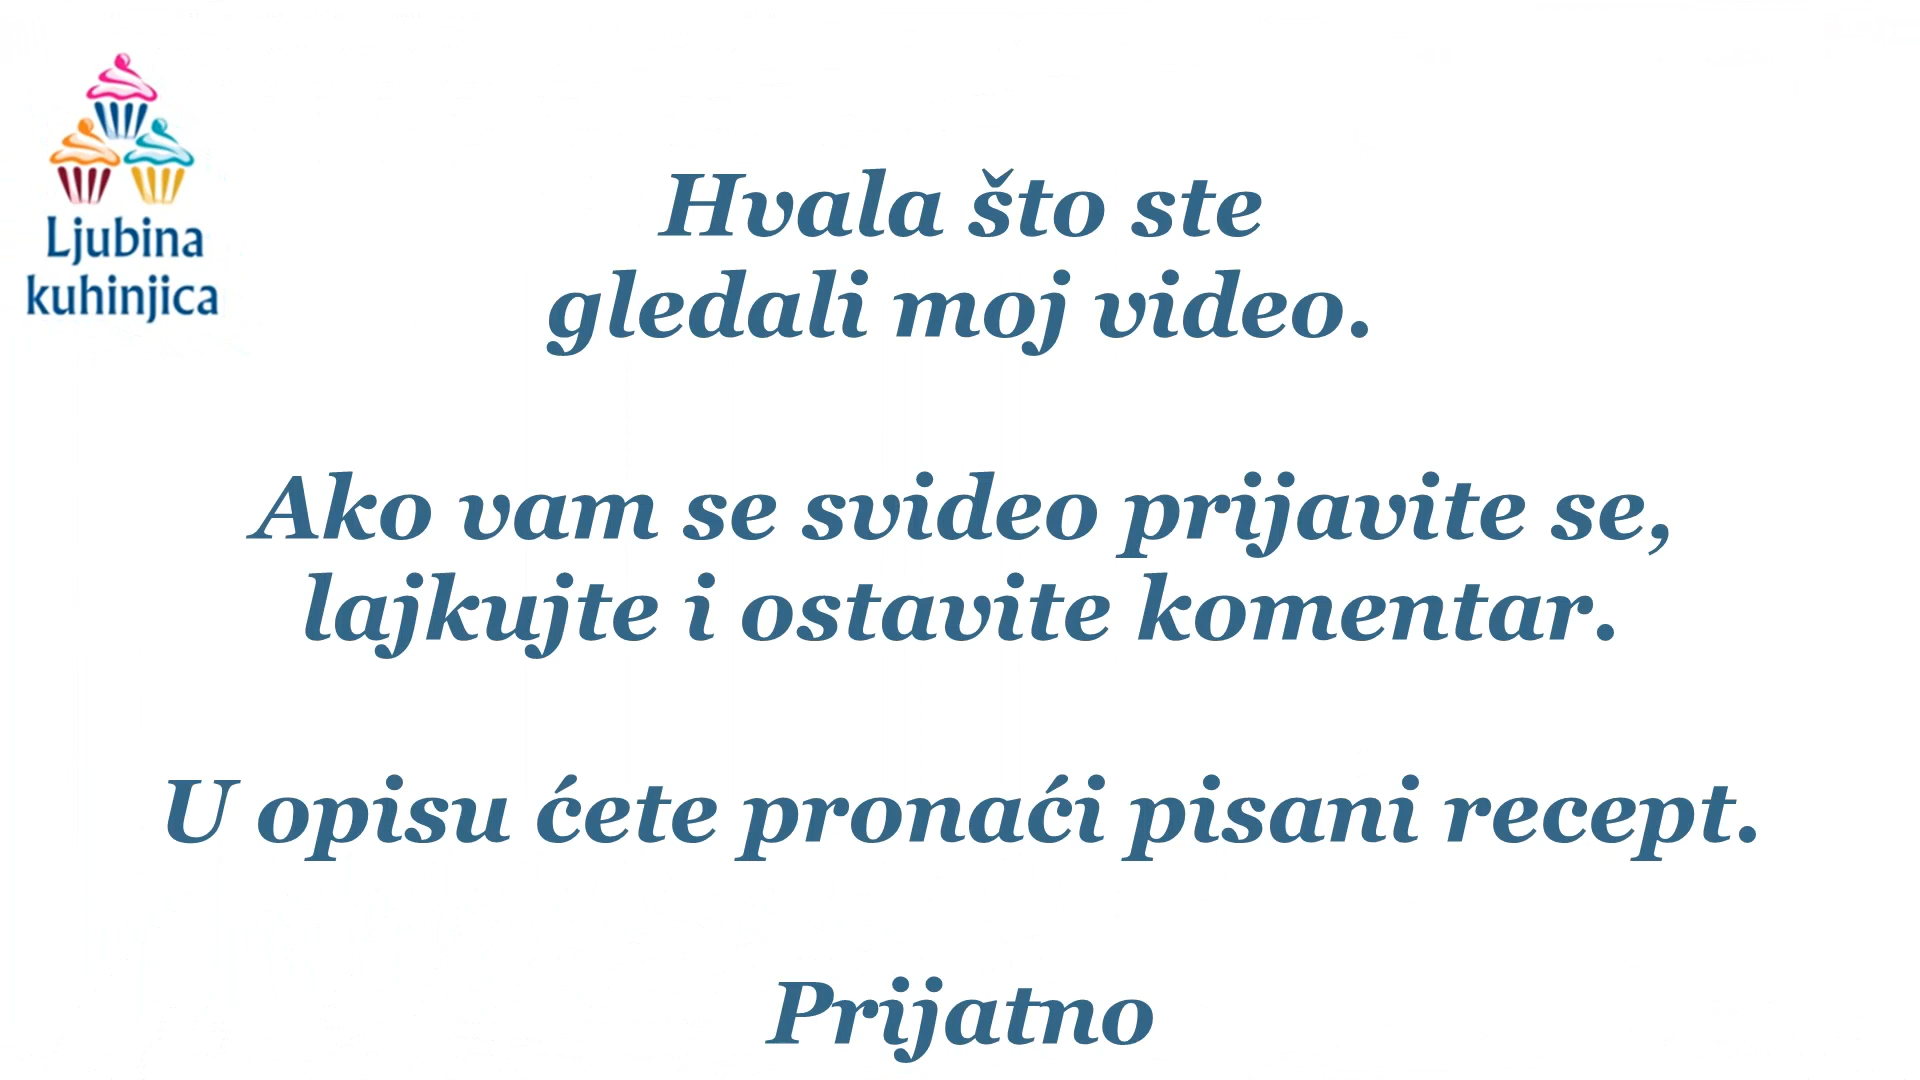 Ljubina
kuhinjica
Hvala što ste
gledali moj video.
Ako vam se svideo prijavite se,
lajkujte i ostavite komentar.
U opisu ćete pronaći pisani recept.
Prijatno